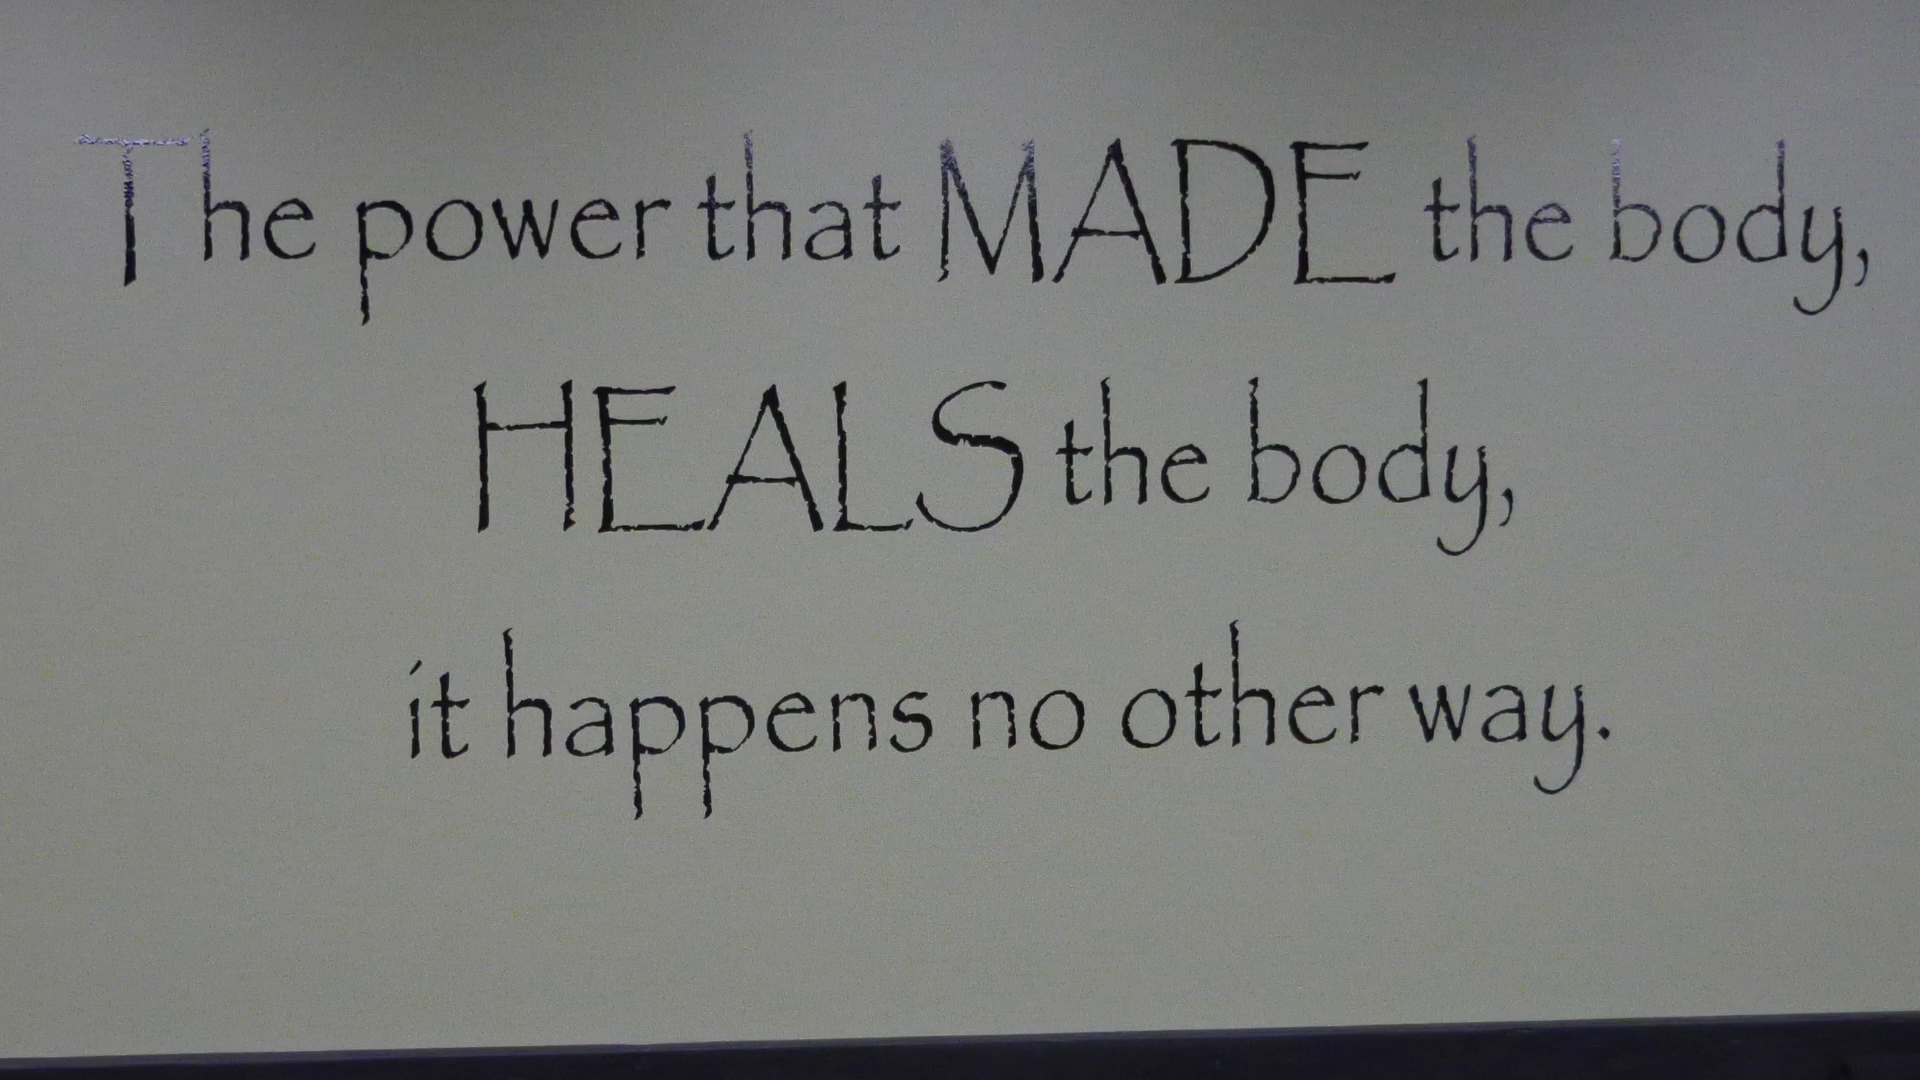 The power that MADE the body,
HEALS the body,
it happens no other way.